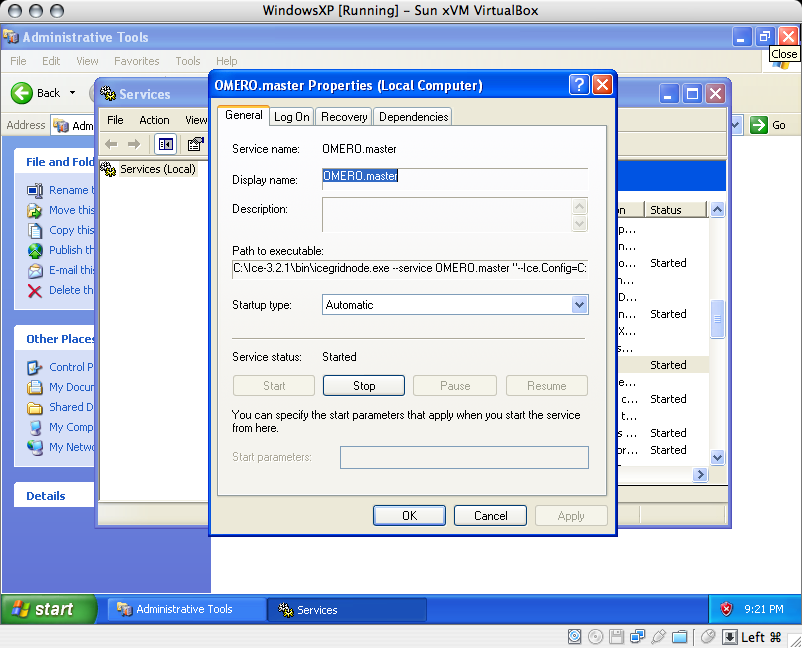 WindowsXP [Running] – Sun xVM VirtualBox
Administrative Tools
Close
File Edit View Favorites Tools Help
Back
Address Adm Go
File and Fold
Rename t
Move this
Copy this
Publish th
E-mail this
Delete th
Other Places
Control P
My Docun
Shared D
My Comp
My Netwo
Details
Services
File Action View
Services (Local)
on Status
p...
n...
o... Started
n...
D...
n... Started
X...
s...
Started
e...
c... Started
t...
s ... Started
or... Started
OMERO.master Properties (Local Computer)
General Log On Recovery Dependencies
Service name: OMERO.master
Display name: OMERO.master
Description:
Path to executable:
C:\Ice-3.2.1\bin\icegridnode.exe --service OMERO.master "--Ice.Config=C:
Startup type: Automatic
Service status: Started
Start Stop Pause Resume
You can specify the start parameters that apply when you start the service
from here.
Start parameters:
OK Cancel Apply
start Administrative Tools Services 9:21 PM
Left ⌘